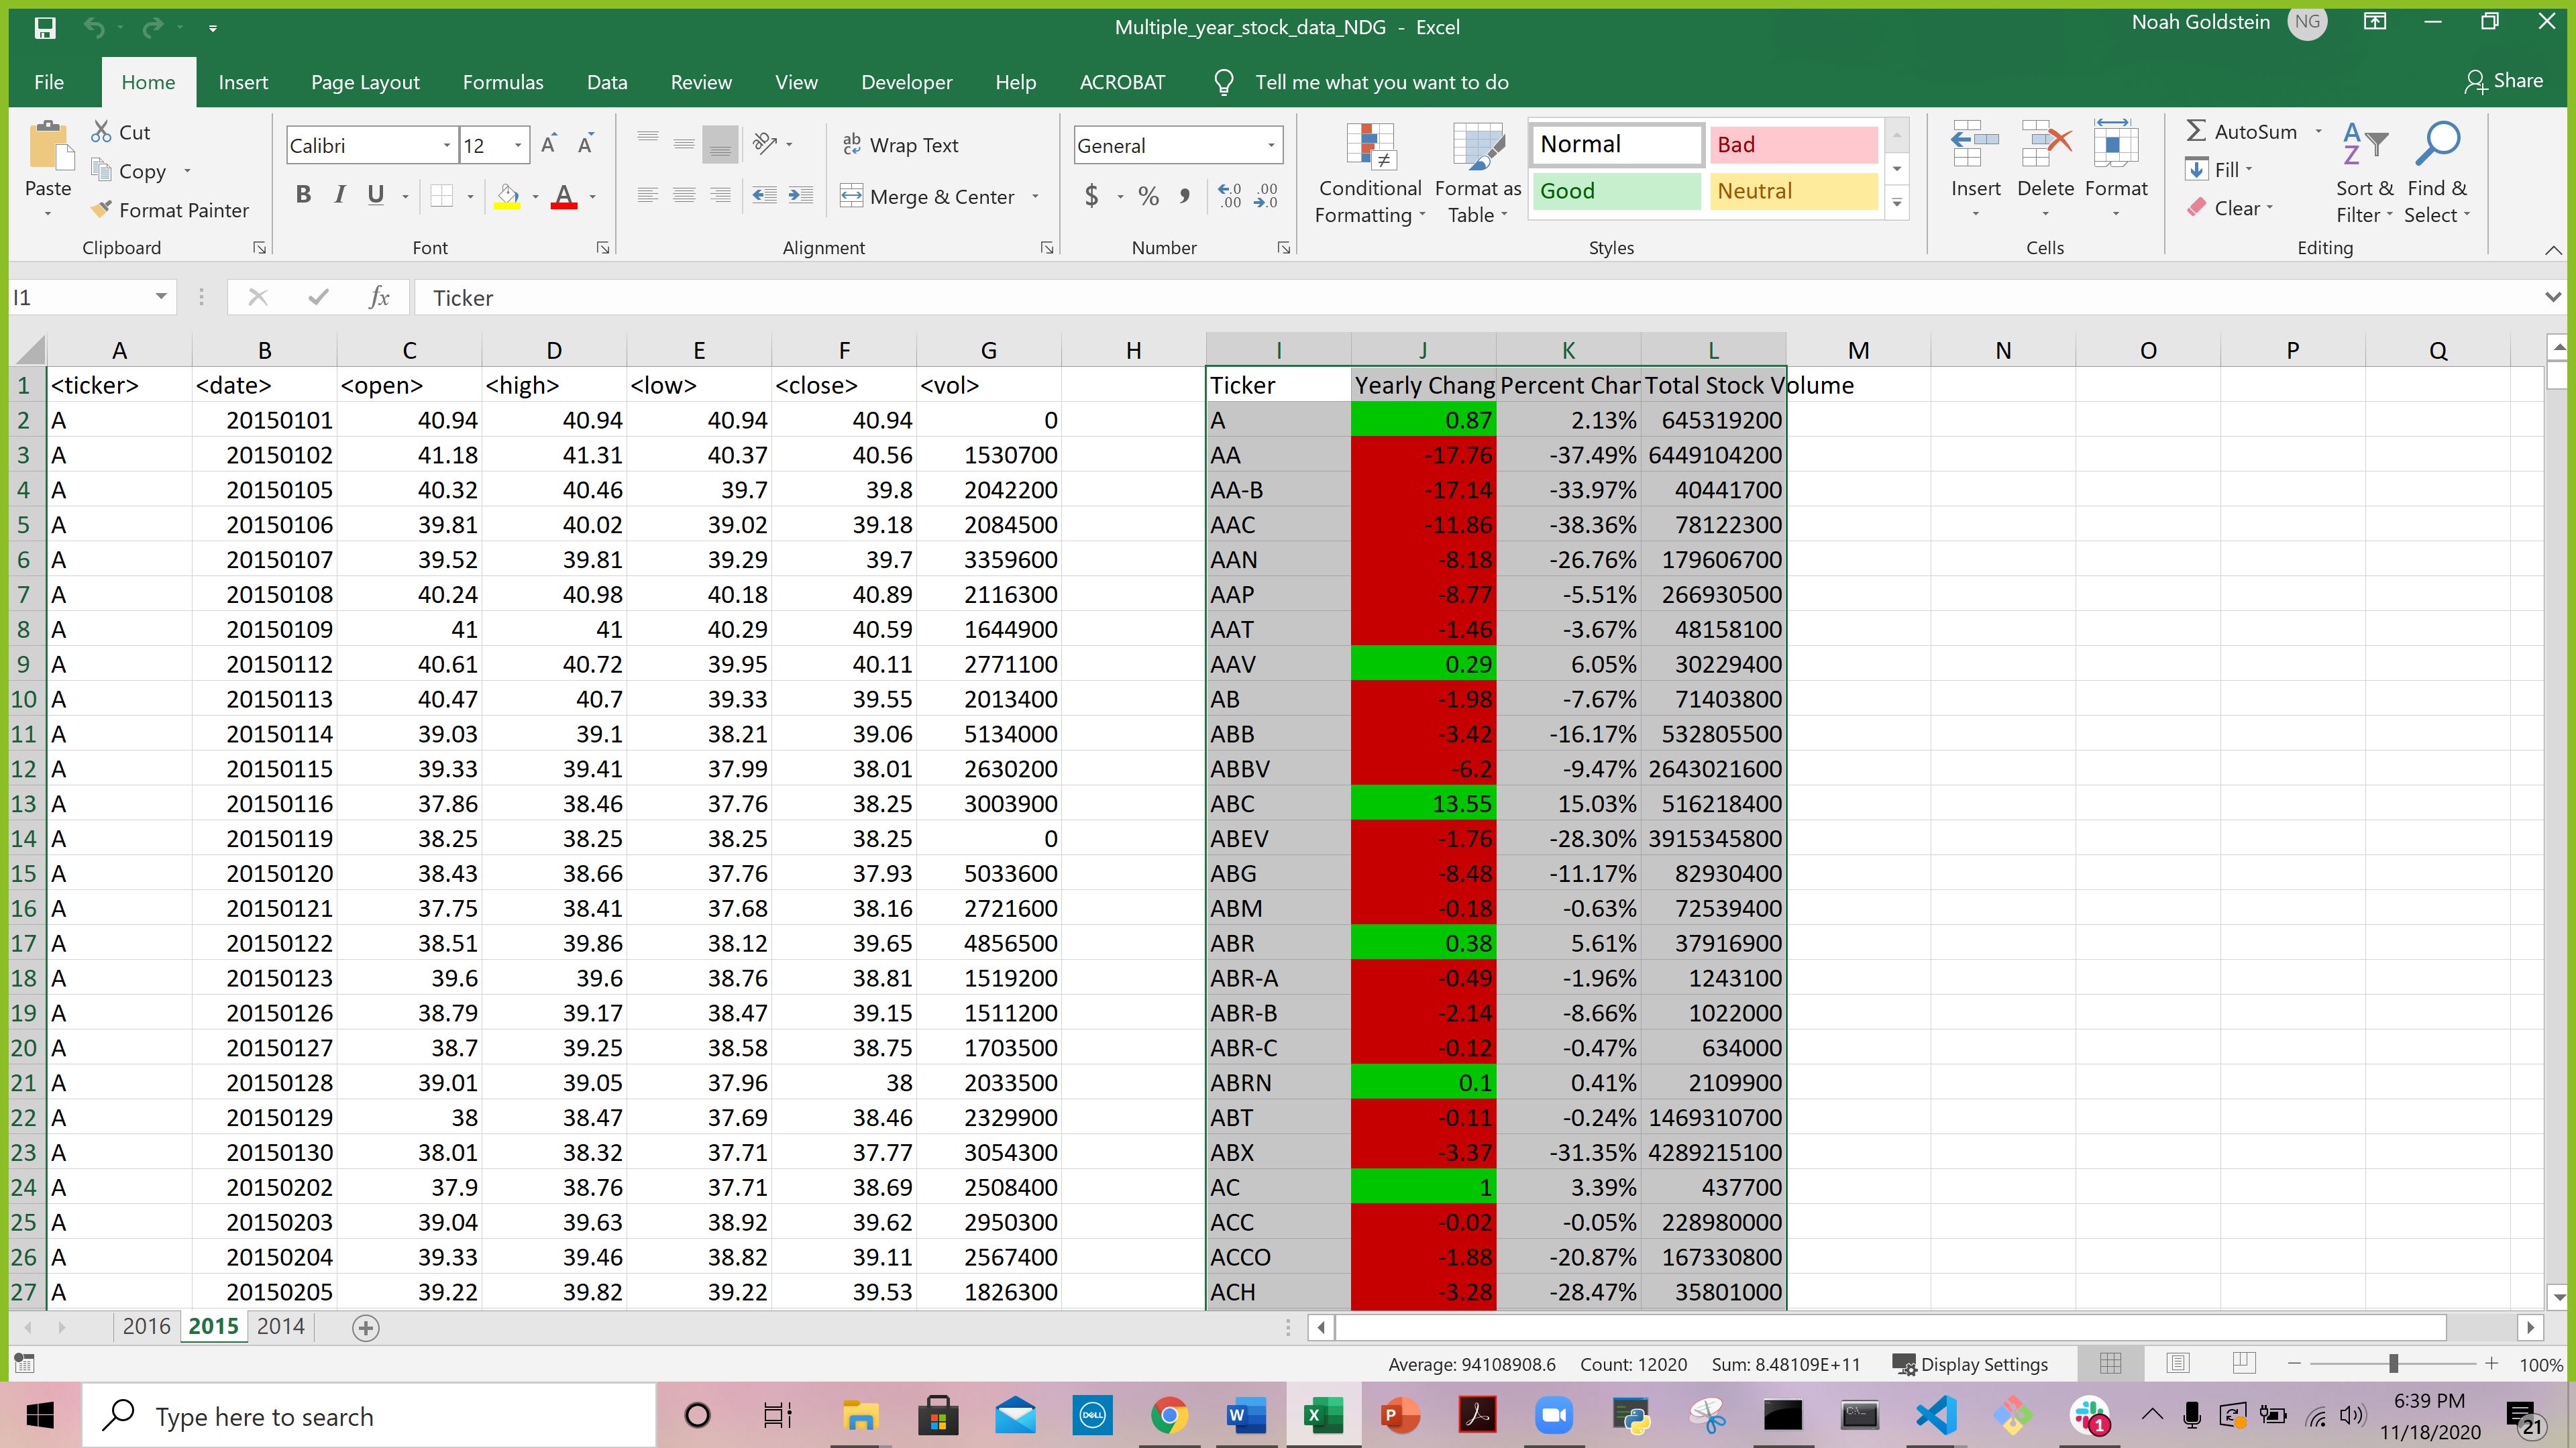 Multiple_year_stock_data_NDG - Excel
Noah Goldstein NG
File Home Insert Page Layout Formulas Data Review View Developer Help ACROBAT Tell me what you want to do Share
Paste
Cut
Copy
Format Painter
Clipboard
Calibri 12
B I U A
Font
ab Wrap Text
Merge & Center
Alignment
General
$ % , .00 .0
Number
Conditional Formatting
Format as Table
Normal Bad
Good Neutral
Styles
Insert Delete Format
Cells
AutoSum
Fill
Clear
Sort & Filter
Find & Select
Editing
I1 fx Ticker
A B C D E F G H I J K L M N O P Q
1 <ticker> <date> <open> <high> <low> <close> <vol> Ticker Yearly Chang Percent Char Total Stock Volume
2 A 20150101 40.94 40.94 40.94 40.94 0 A 0.87 2.13% 645319200
3 A 20150102 41.18 41.31 40.37 40.56 1530700 AA -17.76 -37.49% 6449104200
4 A 20150105 40.32 40.46 39.7 39.8 2042200 AA-B -17.14 -33.97% 40441700
5 A 20150106 39.81 40.02 39.02 39.18 2084500 AAC -11.86 -38.36% 78122300
6 A 20150107 39.52 39.81 39.29 39.7 3359600 AAN -8.18 -26.76% 179606700
7 A 20150108 40.24 40.98 40.18 40.89 2116300 AAP -8.77 -5.51% 266930500
8 A 20150109 41 41 40.29 40.59 1644900 AAT -1.46 -3.67% 48158100
9 A 20150112 40.61 40.72 39.95 40.11 2771100 AAV 0.29 6.05% 30229400
10 A 20150113 40.47 40.7 39.33 39.55 2013400 AB -1.98 -7.67% 71403800
11 A 20150114 39.03 39.1 38.21 39.06 5134000 ABB -3.42 -16.17% 532805500
12 A 20150115 39.33 39.41 37.99 38.01 2630200 ABBV -6.2 -9.47% 2643021600
13 A 20150116 37.86 38.46 37.76 38.25 3003900 ABC 13.55 15.03% 516218400
14 A 20150119 38.25 38.25 38.25 38.25 0 ABEV -1.76 -28.30% 3915345800
15 A 20150120 38.43 38.66 37.76 37.93 5033600 ABG -8.48 -11.17% 82930400
16 A 20150121 37.75 38.41 37.68 38.16 2721600 ABM -0.18 -0.63% 72539400
17 A 20150122 38.51 39.86 38.12 39.65 4856500 ABR 0.38 5.61% 37916900
18 A 20150123 39.6 39.6 38.76 38.81 1519200 ABR-A -0.49 -1.96% 1243100
19 A 20150126 38.79 39.17 38.47 39.15 1511200 ABR-B -2.14 -8.66% 1022000
20 A 20150127 38.7 39.25 38.58 38.75 1703500 ABR-C -0.12 -0.47% 634000
21 A 20150128 39.01 39.05 37.96 38 2033500 ABRN 0.1 0.41% 2109900
22 A 20150129 38 38.47 37.69 38.46 2329900 ABT -0.11 -0.24% 1469310700
23 A 20150130 38.01 38.32 37.71 37.77 3054300 ABX -3.37 -31.35% 4289215100
24 A 20150202 37.9 38.76 37.71 38.69 2508400 AC 1 3.39% 437700
25 A 20150203 39.04 39.63 38.92 39.62 2950300 ACC -0.02 -0.05% 228980000
26 A 20150204 39.33 39.46 38.82 39.11 2567400 ACCO -1.88 -20.87% 167330800
27 A 20150205 39.22 39.82 39.22 39.53 1826300 ACH -3.28 -28.47% 35801000
2016 2015 2014
Average: 94108908.6 Count: 12020 Sum: 8.48109E+11 Display Settings 100%
Type here to search
DELL
6:39 PM
11/18/2020
21
1